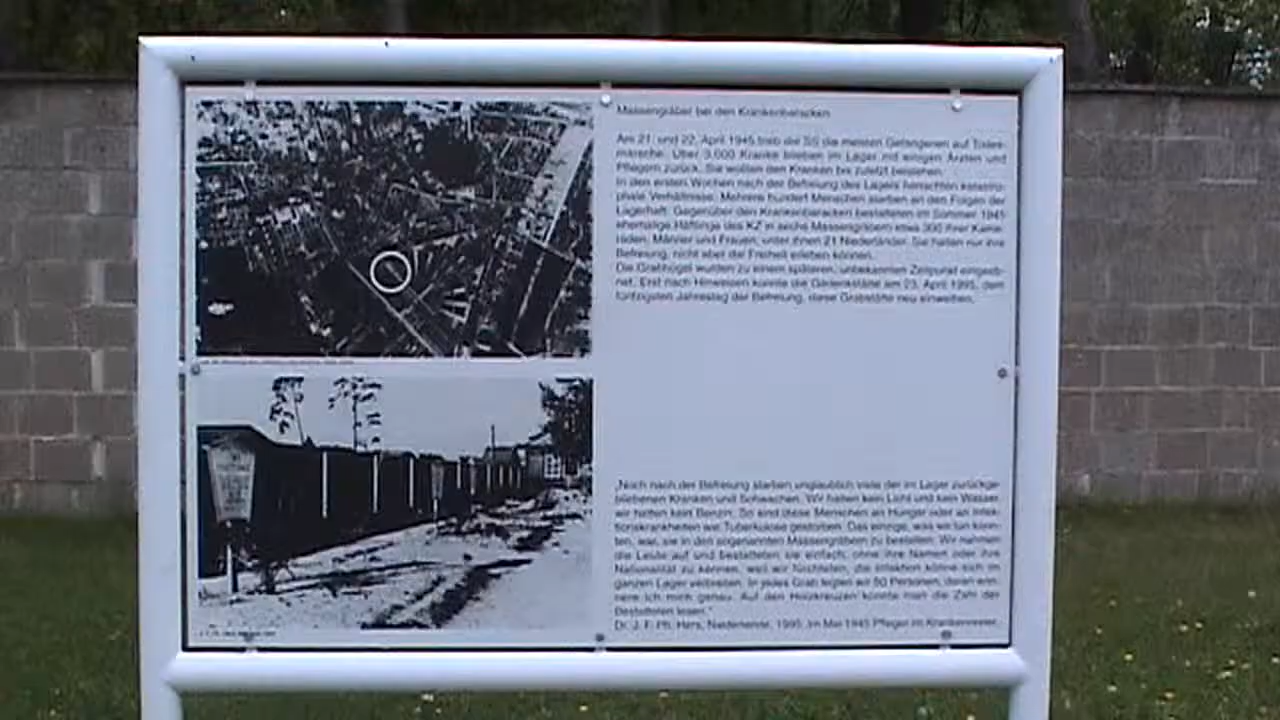 Massengräber bei den Krankenbaracken
Am 21. und 22. April 1945 trieb die SS die meisten Gefangenen auf Todes-
märsche. Über 3.000 Kranke blieben im Lager mit einigen Ärzten und
Pflegern zurück. Sie wollten den Kranken bis zuletzt beistehen.
In den ersten Wochen nach der Befreiung des Lagers herrschten katastro-
phale Verhältnisse. Mehrere hundert Menschen starben an den Folgen der
Lagerhaft. Gegenüber den Krankenbaracken bestatteten im Sommer 1945
ehemalige Häftlinge des KZ in sechs Massengräbern etwa 300 ihrer Kame-
raden, Männer und Frauen, unter ihnen 21 Niederländer. Sie hatten nur ihre
Befreiung, nicht aber die Freiheit erleben können.
Die Grabhügel wurden zu einem späteren, unbekannten Zeitpunkt eingeeb-
net. Erst nach Hinweisen konnte die Gedenkstätte am 23. April 1995, dem
fünfzigsten Jahrestag der Befreiung, diese Grabstätte neu einweihen.
„Noch nach der Befreiung starben unglaublich viele der im Lager zurückge-
bliebenen Kranken und Schwachen. Wir hatten kein Licht und kein Wasser,
wir hatten kein Benzin. So sind diese Menschen an Hunger oder an Infek-
tionskrankheiten wie Tuberkulose gestorben. Das einzige, was wir tun konn-
ten, war, sie in den sogenannten Massengräbern zu bestatten. Wir nahmen
die Leute auf und bestatteten sie einfach, ohne ihre Namen oder ihre
Nationalität zu kennen, weil wir fürchteten, die Infektion könne sich im
ganzen Lager verbreiten. In jedes Grab legten wir 50 Personen, daran erin-
nere ich mich genau. Auf den Holzkreuzen konnte man die Zahl der
Bestatteten lesen."
Dr. J. F. Ph. Hers, Niederlande, 1995. Im Mai 1945 Pfleger im Krankenrevier.